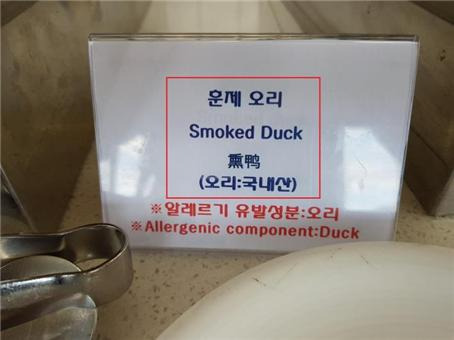 훈제 오리
Smoked Duck
熏鸭
(오리:국내산)
※알레르기 유발성분:오리
※Allergenic component:Duck